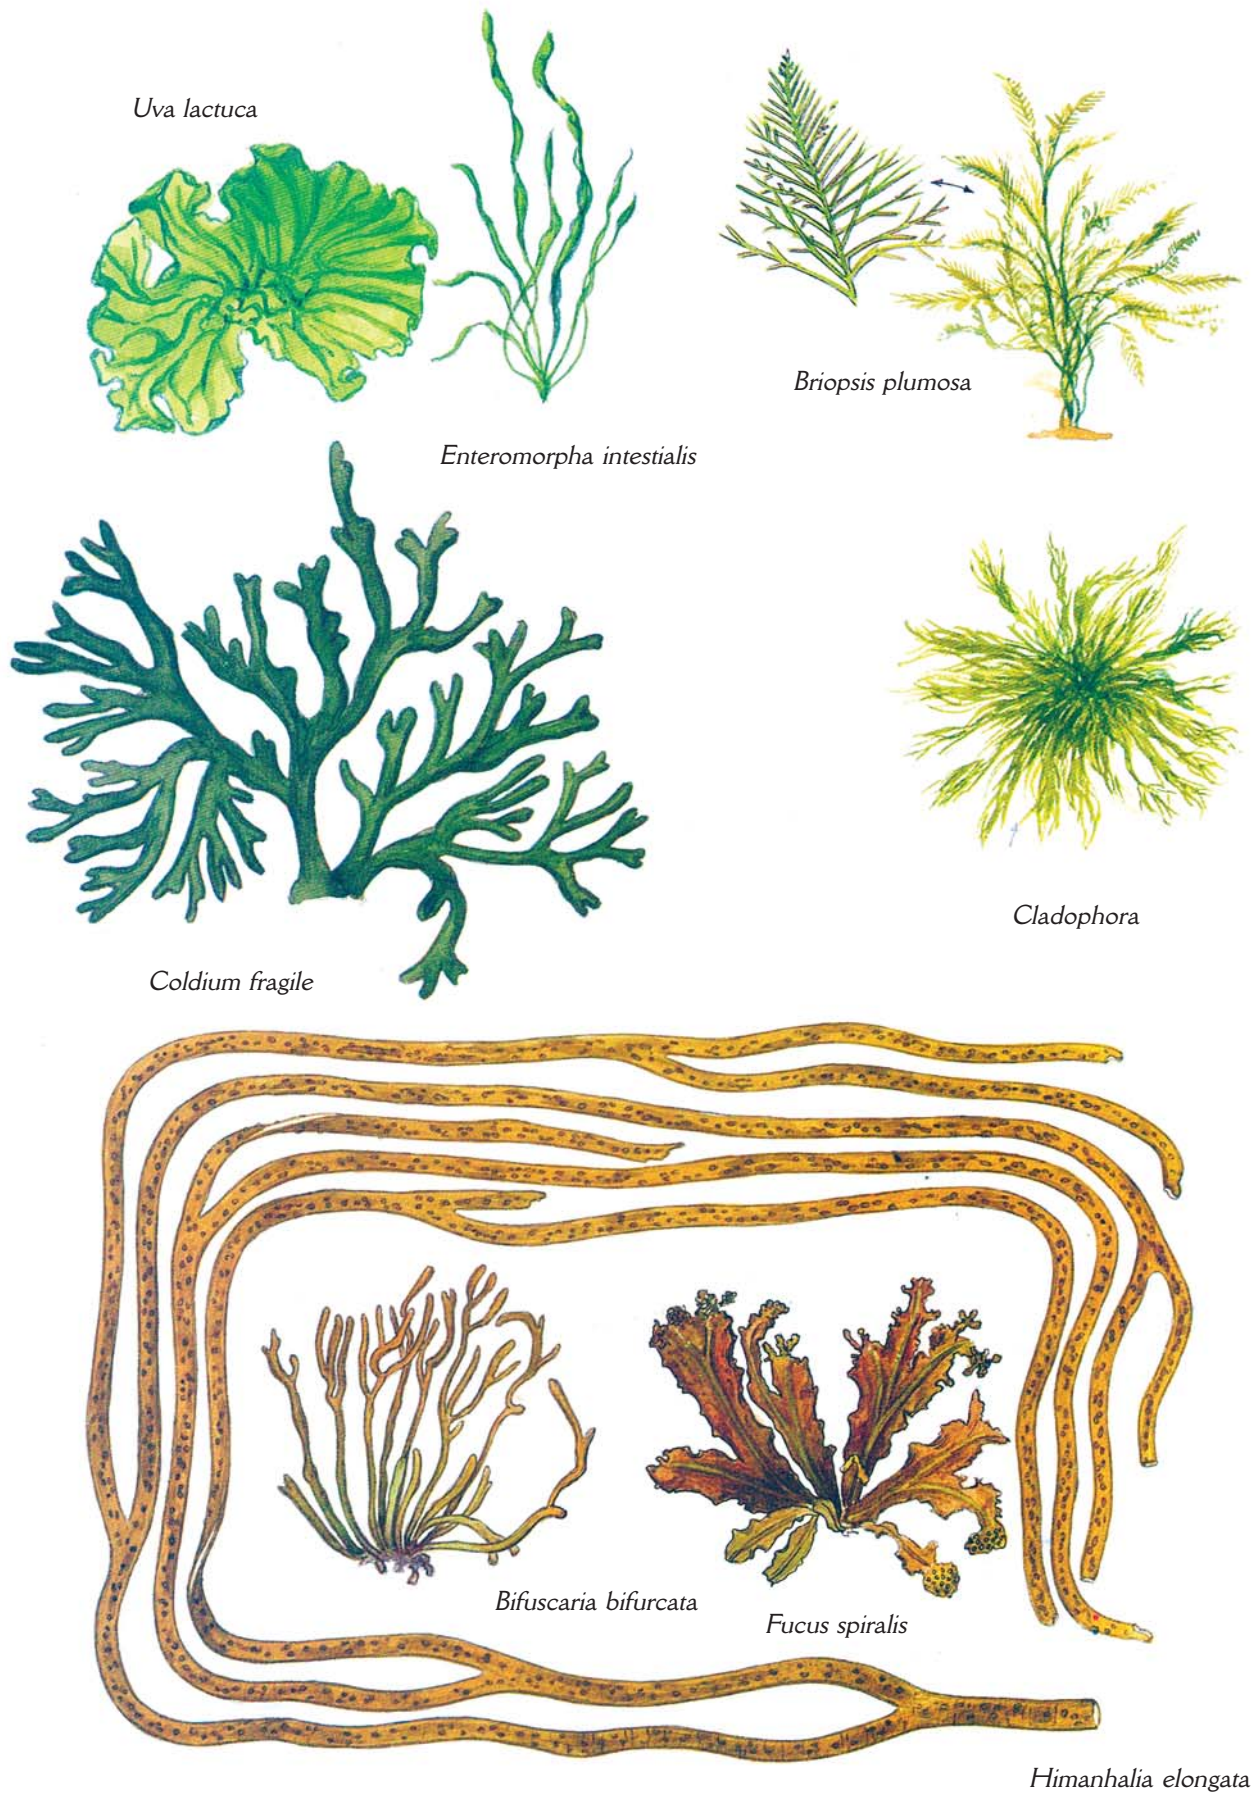 Uva lactuca
Briopsis plumosa
Enteromorpha intestialis
Cladophora
Coldium fragile
Bifuscaria bifurcata
Fucus spiralis
Himanhalia elongata